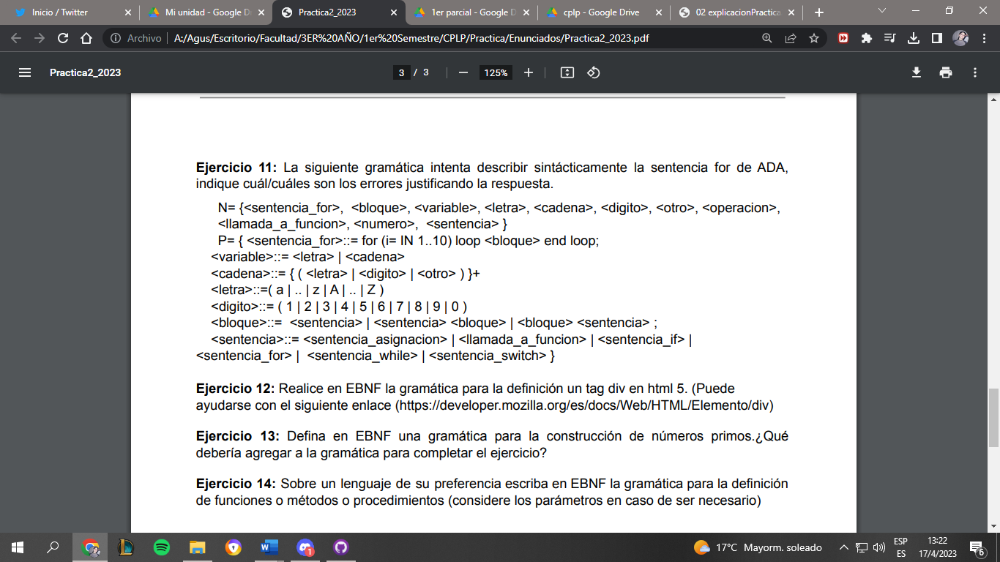 Inicio / Twitter
Mi unidad - Google D
Practica2_2023
1er parcial - Google D
cplp - Google Drive
02 explicacionPractica
Archivo
A:/Agus/Escritorio/Facultad/3ER%20AÑO/1er%20Semestre/CPLP/Practica/Enunciados/Practica2_2023.pdf
Practica2_2023
3 / 3
125%
Ejercicio 11: La siguiente gramática intenta describir sintácticamente la sentencia for de ADA,
indique cuál/cuáles son los errores justificando la respuesta.
N= {<sentencia_for>, <bloque>, <variable>, <letra>, <cadena>, <digito>, <otro>, <operacion>,
<llamada_a_funcion>, <numero>, <sentencia> }
P= { <sentencia_for>::= for (i= IN 1..10) loop <bloque> end loop;
<variable>::= <letra> | <cadena>
<cadena>::= { ( <letra> | <digito> | <otro> ) }+
<letra>::=( a | .. | z | A | .. | Z )
<digito>::= ( 1 | 2 | 3 | 4 | 5 | 6 | 7 | 8 | 9 | 0 )
<bloque>::= <sentencia> | <sentencia> <bloque> | <bloque> <sentencia> ;
<sentencia>::= <sentencia_asignacion> | <llamada_a_funcion> | <sentencia_if> |
<sentencia_for> | <sentencia_while> | <sentencia_switch> }
Ejercicio 12: Realice en EBNF la gramática para la definición un tag div en html 5. (Puede
ayudarse con el siguiente enlace (https://developer.mozilla.org/es/docs/Web/HTML/Elemento/div)
Ejercicio 13: Defina en EBNF una gramática para la construcción de números primos.¿Qué
debería agregar a la gramática para completar el ejercicio?
Ejercicio 14: Sobre un lenguaje de su preferencia escriba en EBNF la gramática para la definición
de funciones o métodos o procedimientos (considere los parámetros en caso de ser necesario)
1
17°C Mayorm. soleado
ESP
ES
13:22
17/4/2023
6